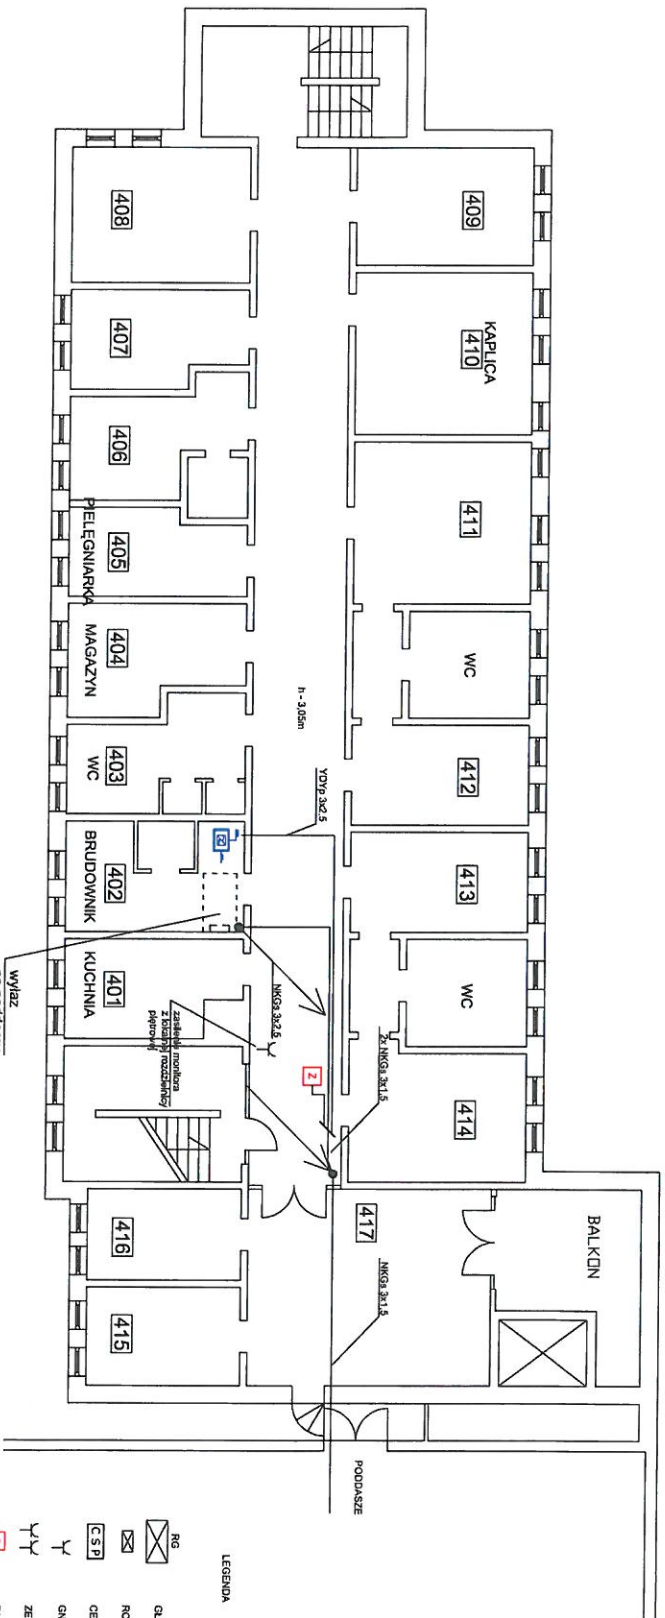 408
407
406
405
PIELĘGNIARKA
404
MAGAZYN
403
WC
402
BRUDOWNIK
401
KUCHNIA
416
415
409
KAPLICA
410
411
WC
412
413
WC
414
417
BALKON
h - 3,05m
YDYp 3x2,5
NKGs 3x2,5
2x NKGs 3x1,5
NKGs 3x1,5
Z
zasilenie monitora
z lokalnej rozdzielnicy
piętrowej
wyłaz
PODDASZE
LEGENDA
RG
CSP